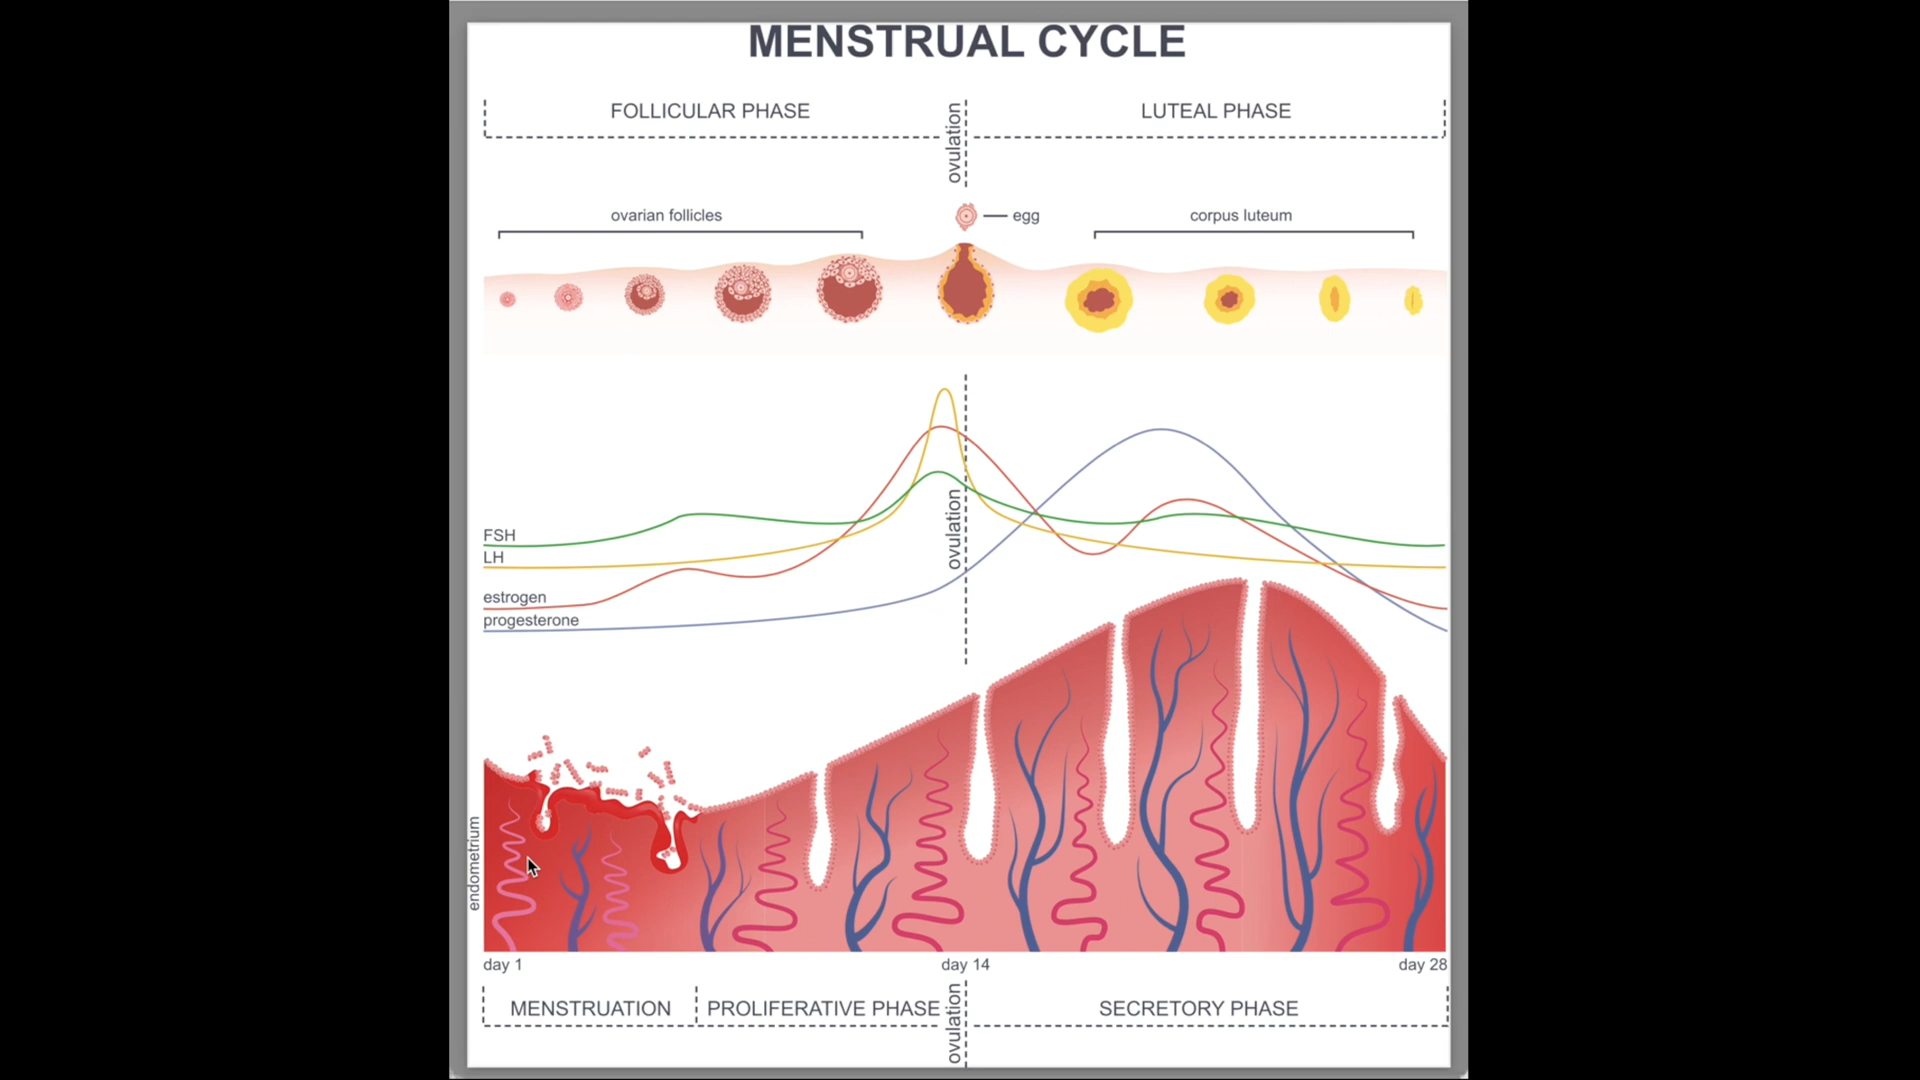 MENSTRUAL CYCLE
FOLLICULAR PHASE
ovulation
LUTEAL PHASE
ovarian follicles
egg
corpus luteum
FSH
LH
estrogen
progesterone
ovulation
endometrium
day 1
day 14
day 28
MENSTRUATION
PROLIFERATIVE PHASE
ovulation
SECRETORY PHASE